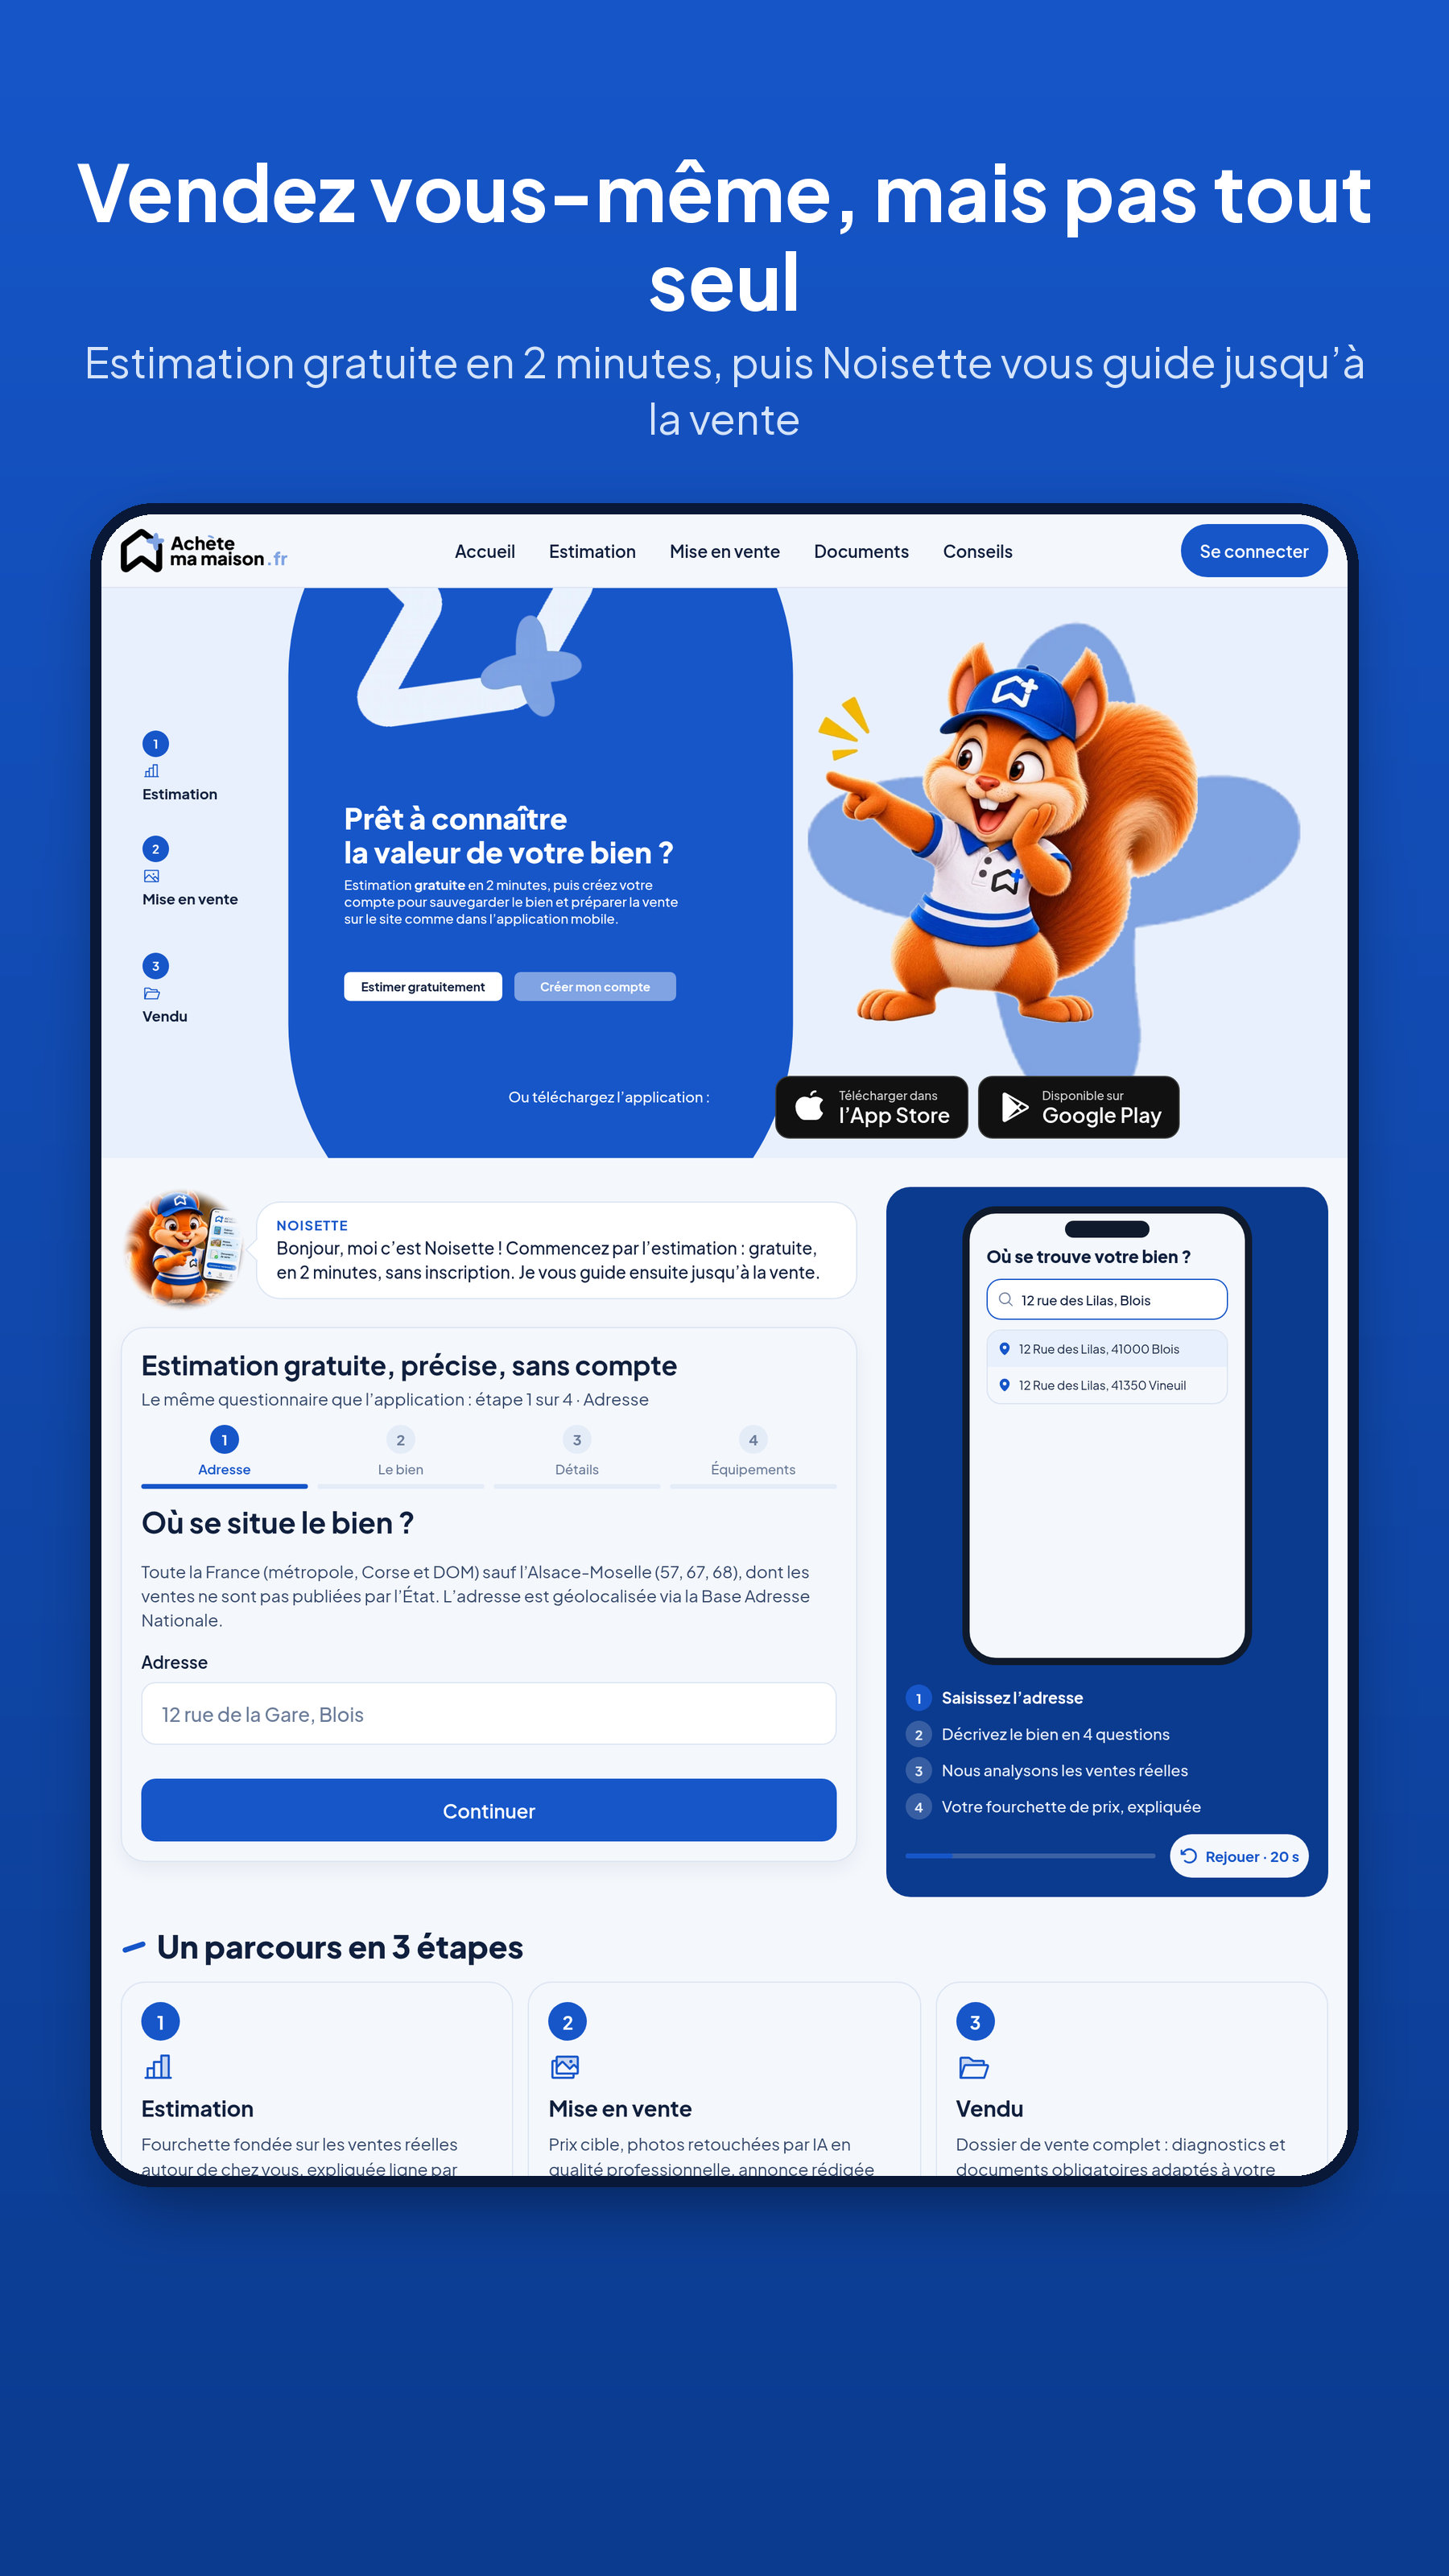 Vendez vous-même, mais pas tout
seul
Estimation gratuite en 2 minutes, puis Noisette vous guide jusqu’à
la vente
Achète
ma maison.fr
Accueil
Estimation
Mise en vente
Documents
Conseils
Se connecter
1
Estimation
2
Mise en vente
3
Vendu
Prêt à connaître
la valeur de votre bien ?
Estimation gratuite en 2 minutes, puis créez votre
compte pour sauvegarder le bien et préparer la vente
sur le site comme dans l’application mobile.
Estimer gratuitement
Créer mon compte
Ou téléchargez l’application :
Télécharger dans
l’App Store
Disponible sur
Google Play
NOISETTE
Bonjour, moi c’est Noisette ! Commencez par l’estimation : gratuite,
en 2 minutes, sans inscription. Je vous guide ensuite jusqu’à la vente.
Estimation gratuite, précise, sans compte
Le même questionnaire que l’application : étape 1 sur 4 · Adresse
1
Adresse
2
Le bien
3
Détails
4
Équipements
Où se situe le bien ?
Toute la France (métropole, Corse et DOM) sauf l’Alsace-Moselle (57, 67, 68), dont les
ventes ne sont pas publiées par l’État. L’adresse est géolocalisée via la Base Adresse
Nationale.
Adresse
12 rue de la Gare, Blois
Continuer
Où se trouve votre bien ?
12 rue des Lilas, Blois
12 Rue des Lilas, 41000 Blois
12 Rue des Lilas, 41350 Vineuil
1 Saisissez l’adresse
2 Décrivez le bien en 4 questions
3 Nous analysons les ventes réelles
4 Votre fourchette de prix, expliquée
Rejouer · 20 s
Un parcours en 3 étapes
1
Estimation
Fourchette fondée sur les ventes réelles
autour de chez vous, expliquée ligne par
2
Mise en vente
Prix cible, photos retouchées par IA en
qualité professionnelle, annonce rédigée
3
Vendu
Dossier de vente complet : diagnostics et
documents obligatoires adaptés à votre